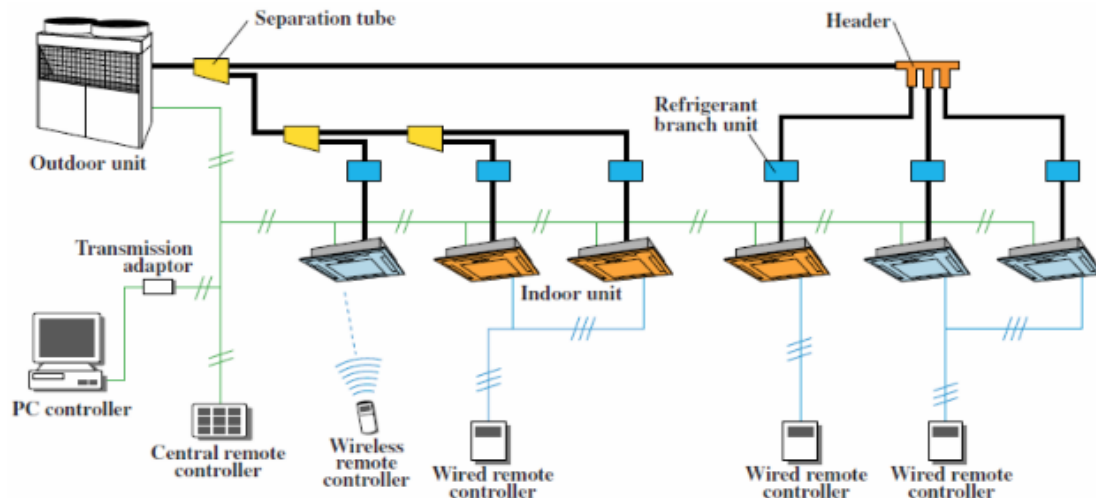 Separation tube
Header
Refrigerant
branch unit
Outdoor unit
Transmission
adaptor
Indoor unit
PC controller
Central remote
controller
Wireless
remote
controller
Wired remote
controller
Wired remote
controller
Wired remote
controller